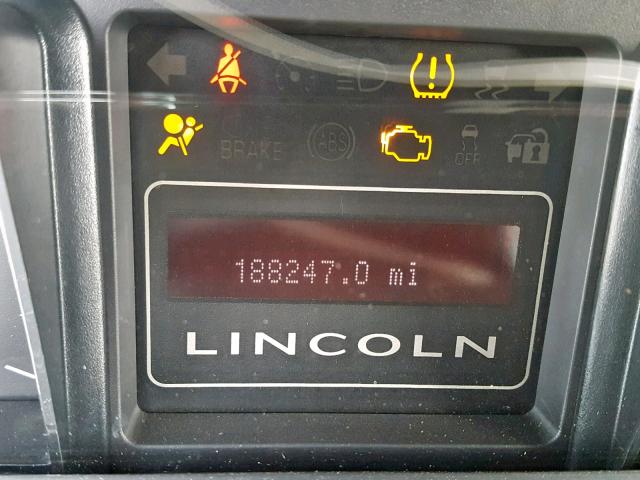 BRAKE ABS
OFF
188247.0 mi
LINCOLN